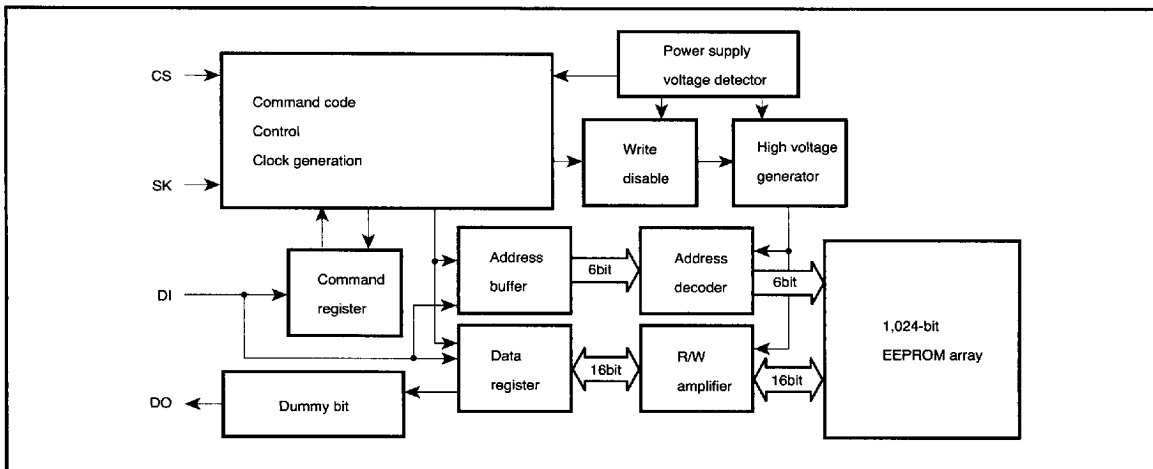 Power supply
voltage detector
CS
Command code
Control
Clock generation
Write
disable
High voltage
generator
SK
Address
buffer
6bit
Address
decoder
6bit
Command
register
DI
1,024-bit
EEPROM array
Data
register
16bit
R/W
amplifier
16bit
DO
Dummy bit